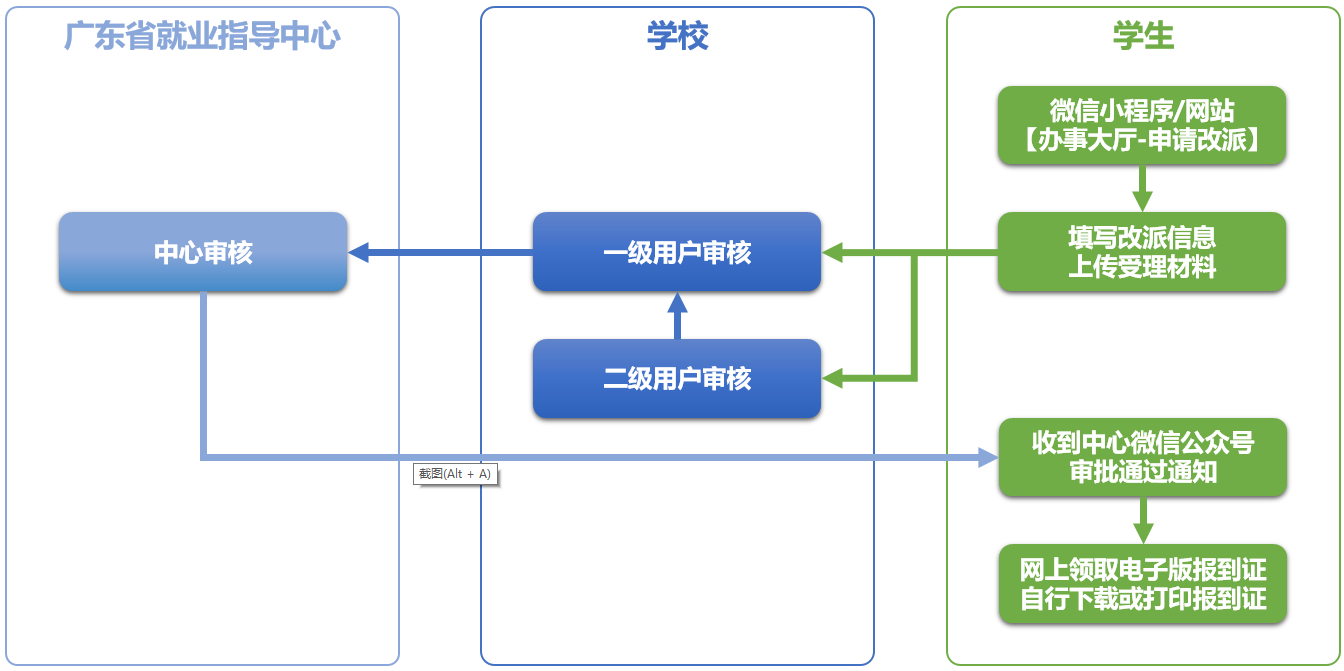 广东省就业指导中心
中心审核
学校
一级用户审核
二级用户审核
截图(Alt + A)
学生
微信小程序/网站
【办事大厅-申请改派】
填写改派信息
上传受理材料
收到中心微信公众号
审批通过通知
网上领取电子版报到证
自行下载或打印报到证